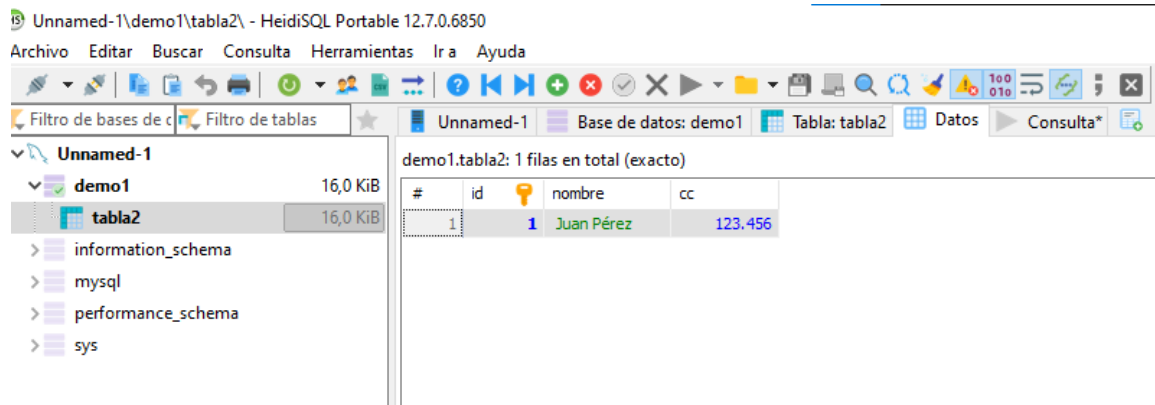 Unnamed-1\demo1\tabla2\ - HeidiSQL Portable 12.7.0.6850
Archivo Editar Buscar Consulta Herramientas Ir a Ayuda
Filtro de bases de c Filtro de tablas Unnamed-1 Base de datos: demo1 Tabla: tabla2 Datos Consulta*
Unnamed-1
demo1.tabla2: 1 filas en total (exacto)
demo1 16,0 KiB
# id nombre cc
tabla2 16,0 KiB
1 1 Juan Pérez 123.456
information_schema
mysql
performance_schema
sys